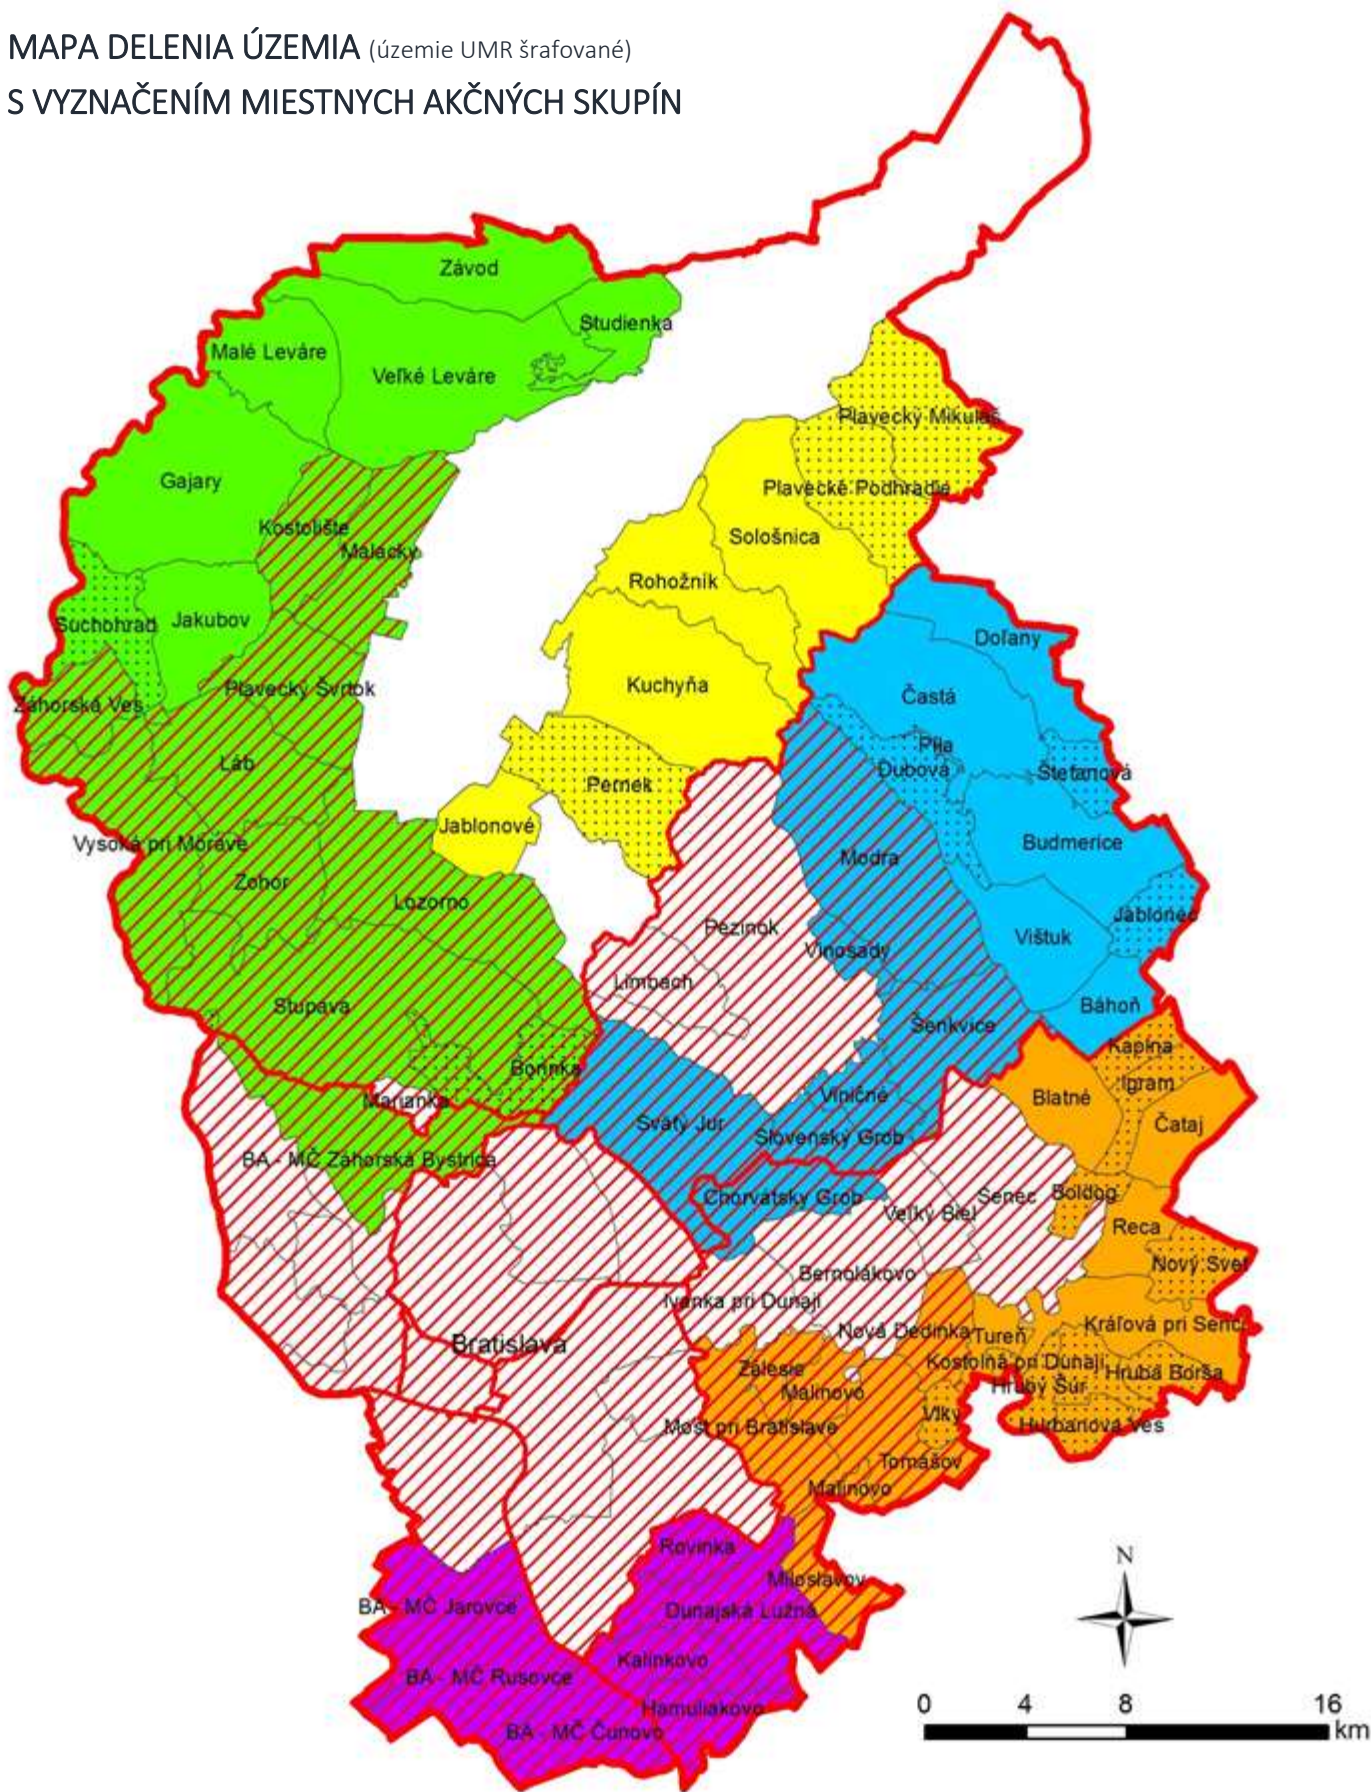 MAPA DELENIA ÚZEMIA (územie UMR šrafované)
S VYZNAČENÍM MIESTNYCH AKČNÝCH SKUPÍN
Závod
Studienka
Malé Leváre
Veľké Leváre
Plavecký Mikuláš
Gajary
Plavecké Podhradie
Kostolište
Sološnica
Malacky
Rohožník
Jakubov
Suchohrad
Doľany
Kuchyňa
Plavecký Švrtok
Častá
Záhorská Ves
Píla
Láb
Dubová
Štefanová
Pernek
Jablonové
Vysoká pri Morave
Budmerice
Modra
Zohor
Lozorno
Jablonec
Pezinok
Vištuk
Vinosady
Limbach
Stupava
Báhoň
Šenkvice
Kaplna
Borinka
Igram
Viničné
Blatné
Marianka
Svätý Jur
Čataj
Slovenský Grob
BA - MČ Záhorská Bystrica
Chorvátsky Grob
Senec
Boldog
Veľký Biel
Reca
Nový Svet
Bernolákovo
Ivanka pri Dunaji
Kráľová pri Senci
Nová Dedinka
Tureň
Bratislava
Zálesie
Kostolná pri Dunaji
Hrubá Borša
Hrubý Šúr
Malinovo
Vlky
Most pri Bratislave
Hurbanova Ves
Tomášov
Malinovo
Rovinka
N
Miloslavov
BA - MČ Jarovce
Dunajská Lužná
Kalinkovo
BA - MČ Rusovce
Hamuliakovo
BA - MČ Čunovo
0 4 8 16
km